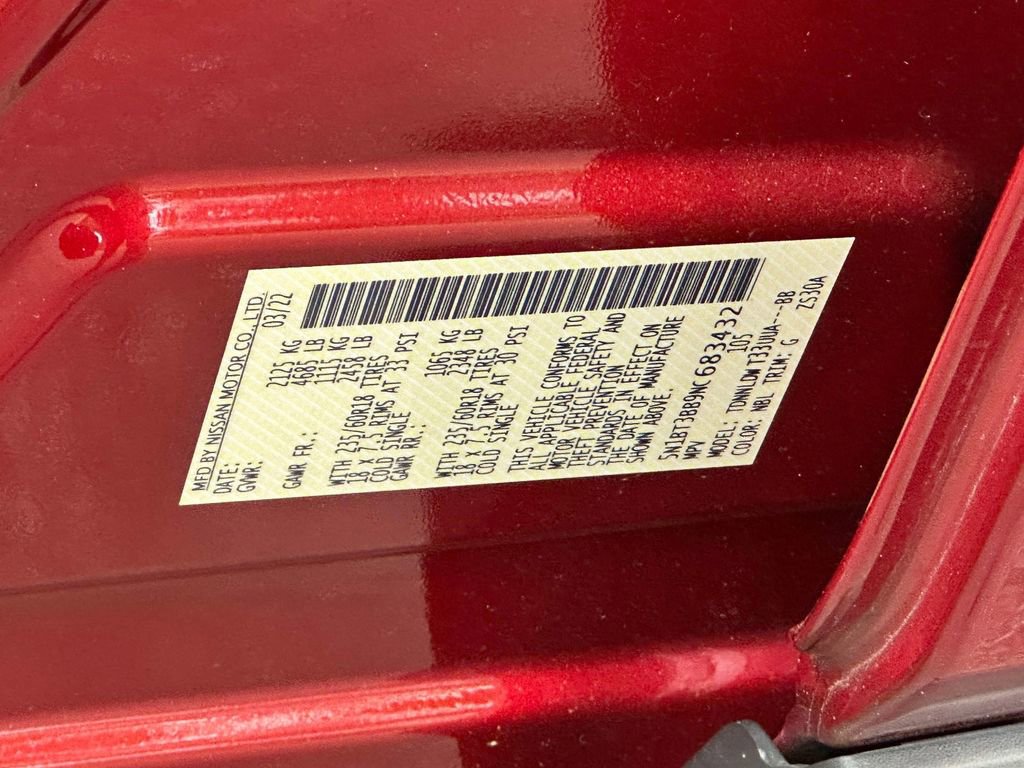 MFD BY NISSAN MOTOR CO., LTD.
DATE: 03/22
GVWR: 2225 KG
4685 LB
GAWR FR.: 1115 KG
2458 LB
WITH 235/60R18 TIRES
18 X 7.5 RIMS AT 33 PSI
COLD SINGLE
GAWR RR.: 1065 KG
2348 LB
WITH 235/60R18 TIRES
18 X 7.5 RIMS AT 30 PSI
COLD SINGLE
THIS VEHICLE CONFORMS TO
ALL APPLICABLE FEDERAL
MOTOR VEHICLE SAFETY AND
THEFT PREVENTION
STANDARDS IN EFFECT ON
THE DATE OF MANUFACTURE
SHOWN ABOVE.
5N1BT3BB9NC683432
MPV 105
MODEL: TDNNLDWT33UUA---BB
COLOR: NBL TRIM: G
ZS30A